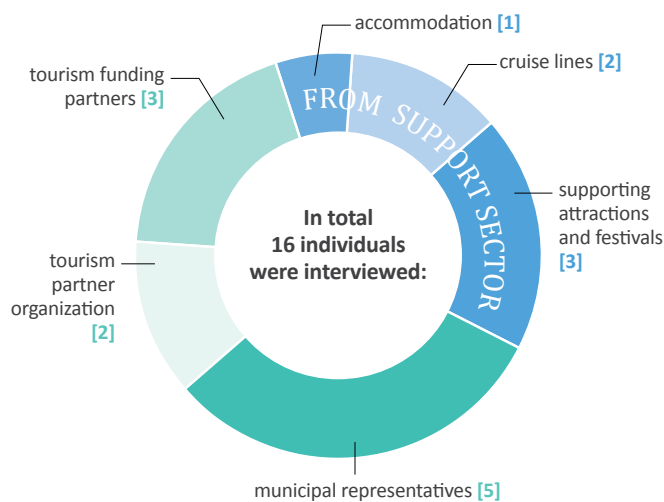 accommodation [1]
cruise lines [2]
tourism funding
partners [3]
FROM SUPPORT SECTOR
supporting
attractions
and festivals
[3]
In total
16 individuals
were interviewed:
tourism
partner
organization
[2]
municipal representatives [5]